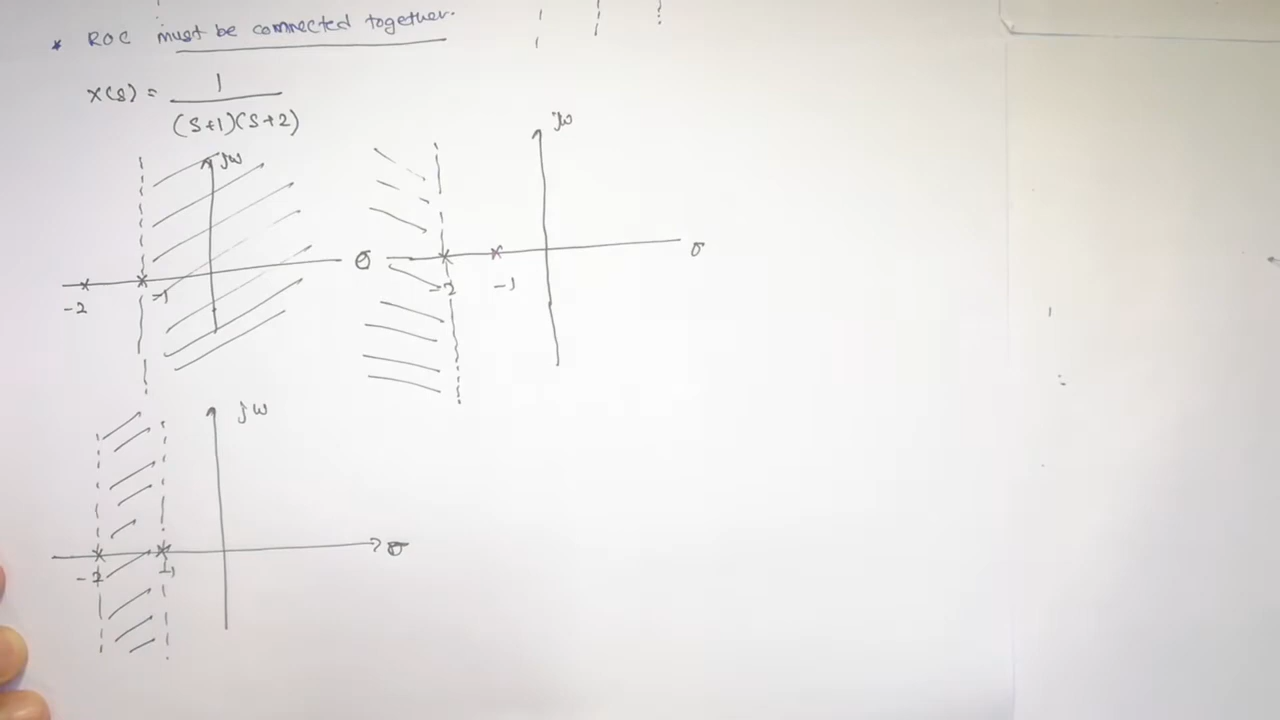 * ROC must be connected together.
X(s) = 1
(S+1)(S+2)
jω
jω
σ
σ
-2
-1
-2
-1
jω
σ
-2
-1